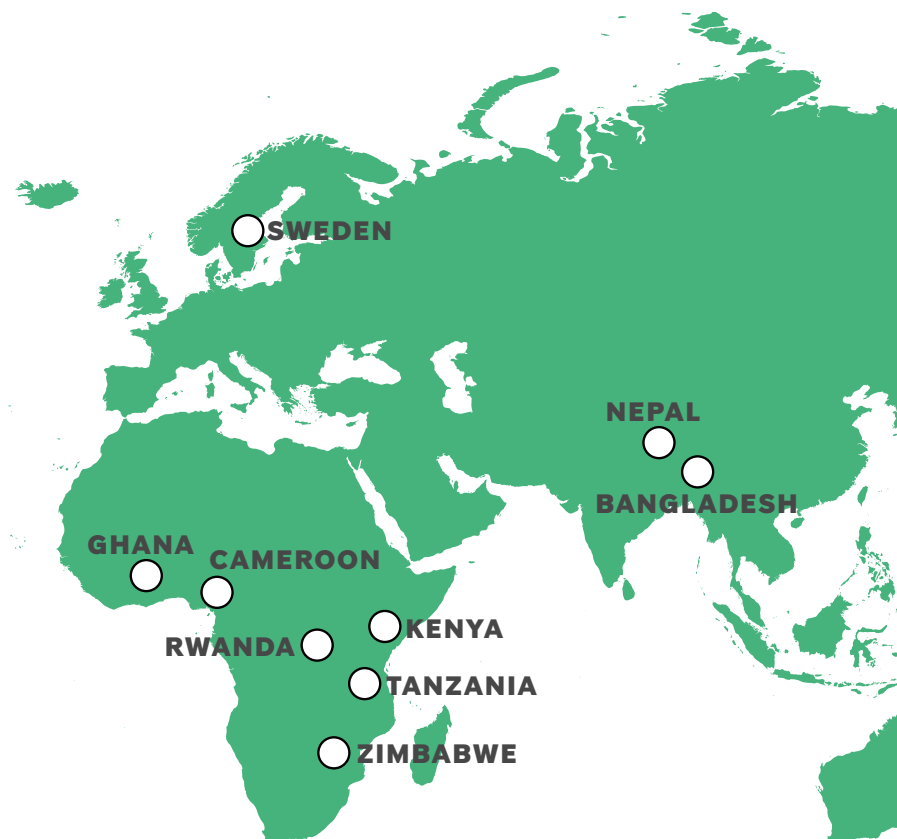 SWEDEN
NEPAL
BANGLADESH
GHANA
CAMEROON
KENYA
RWANDA
TANZANIA
ZIMBABWE